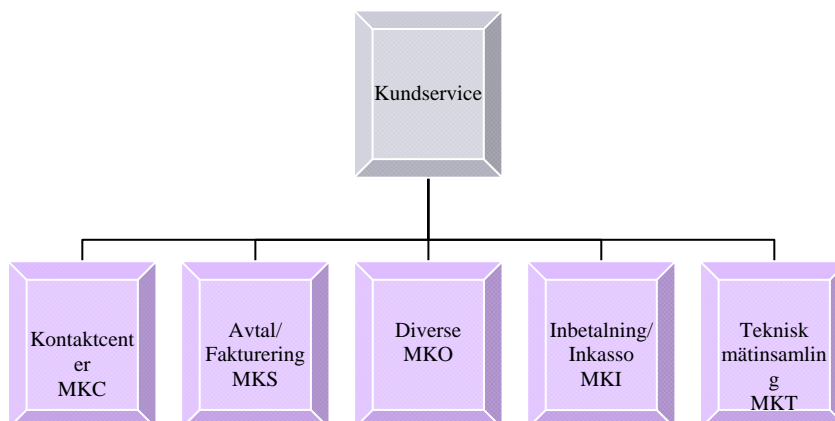 Kundservice
Kontaktcent
er
MKC
Avtal/
Fakturering
MKS
Diverse
MKO
Inbetalning/
Inkasso
MKI
Teknisk
mätinsamlin
g
MKT